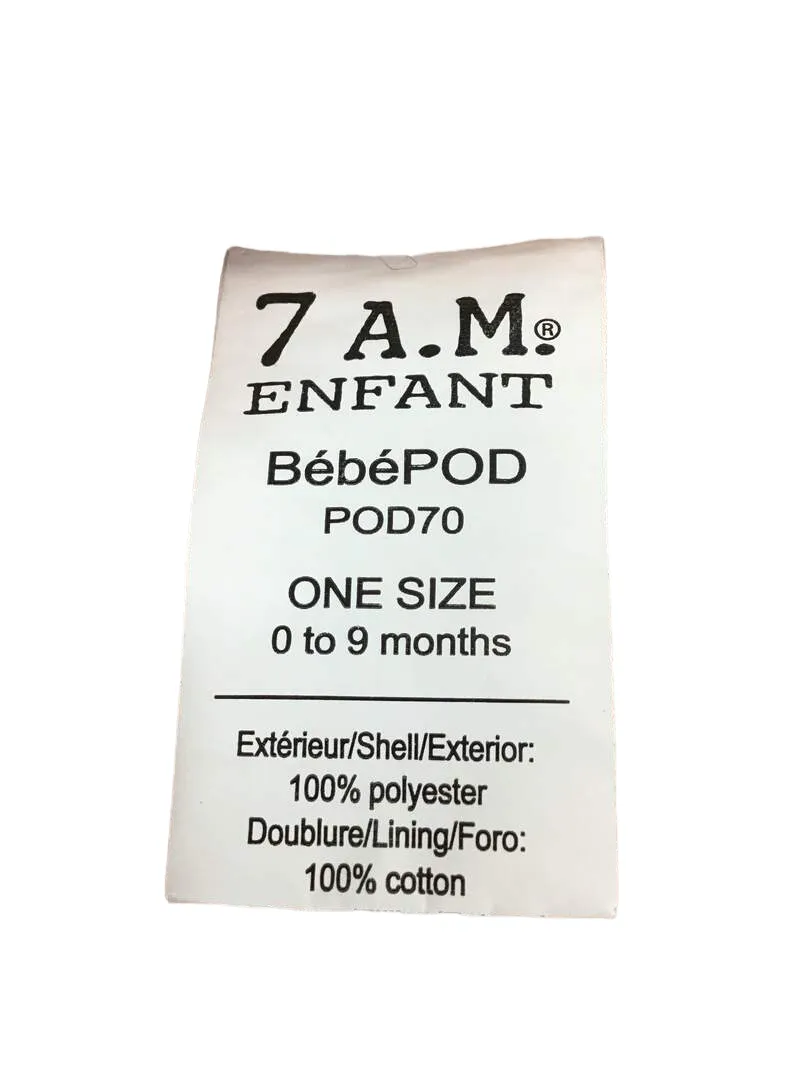 7 A.M.®
ENFANT
BébéPOD
POD70
ONE SIZE
0 to 9 months
Extérieur/Shell/Exterior:
100% polyester
Doublure/Lining/Foro:
100% cotton